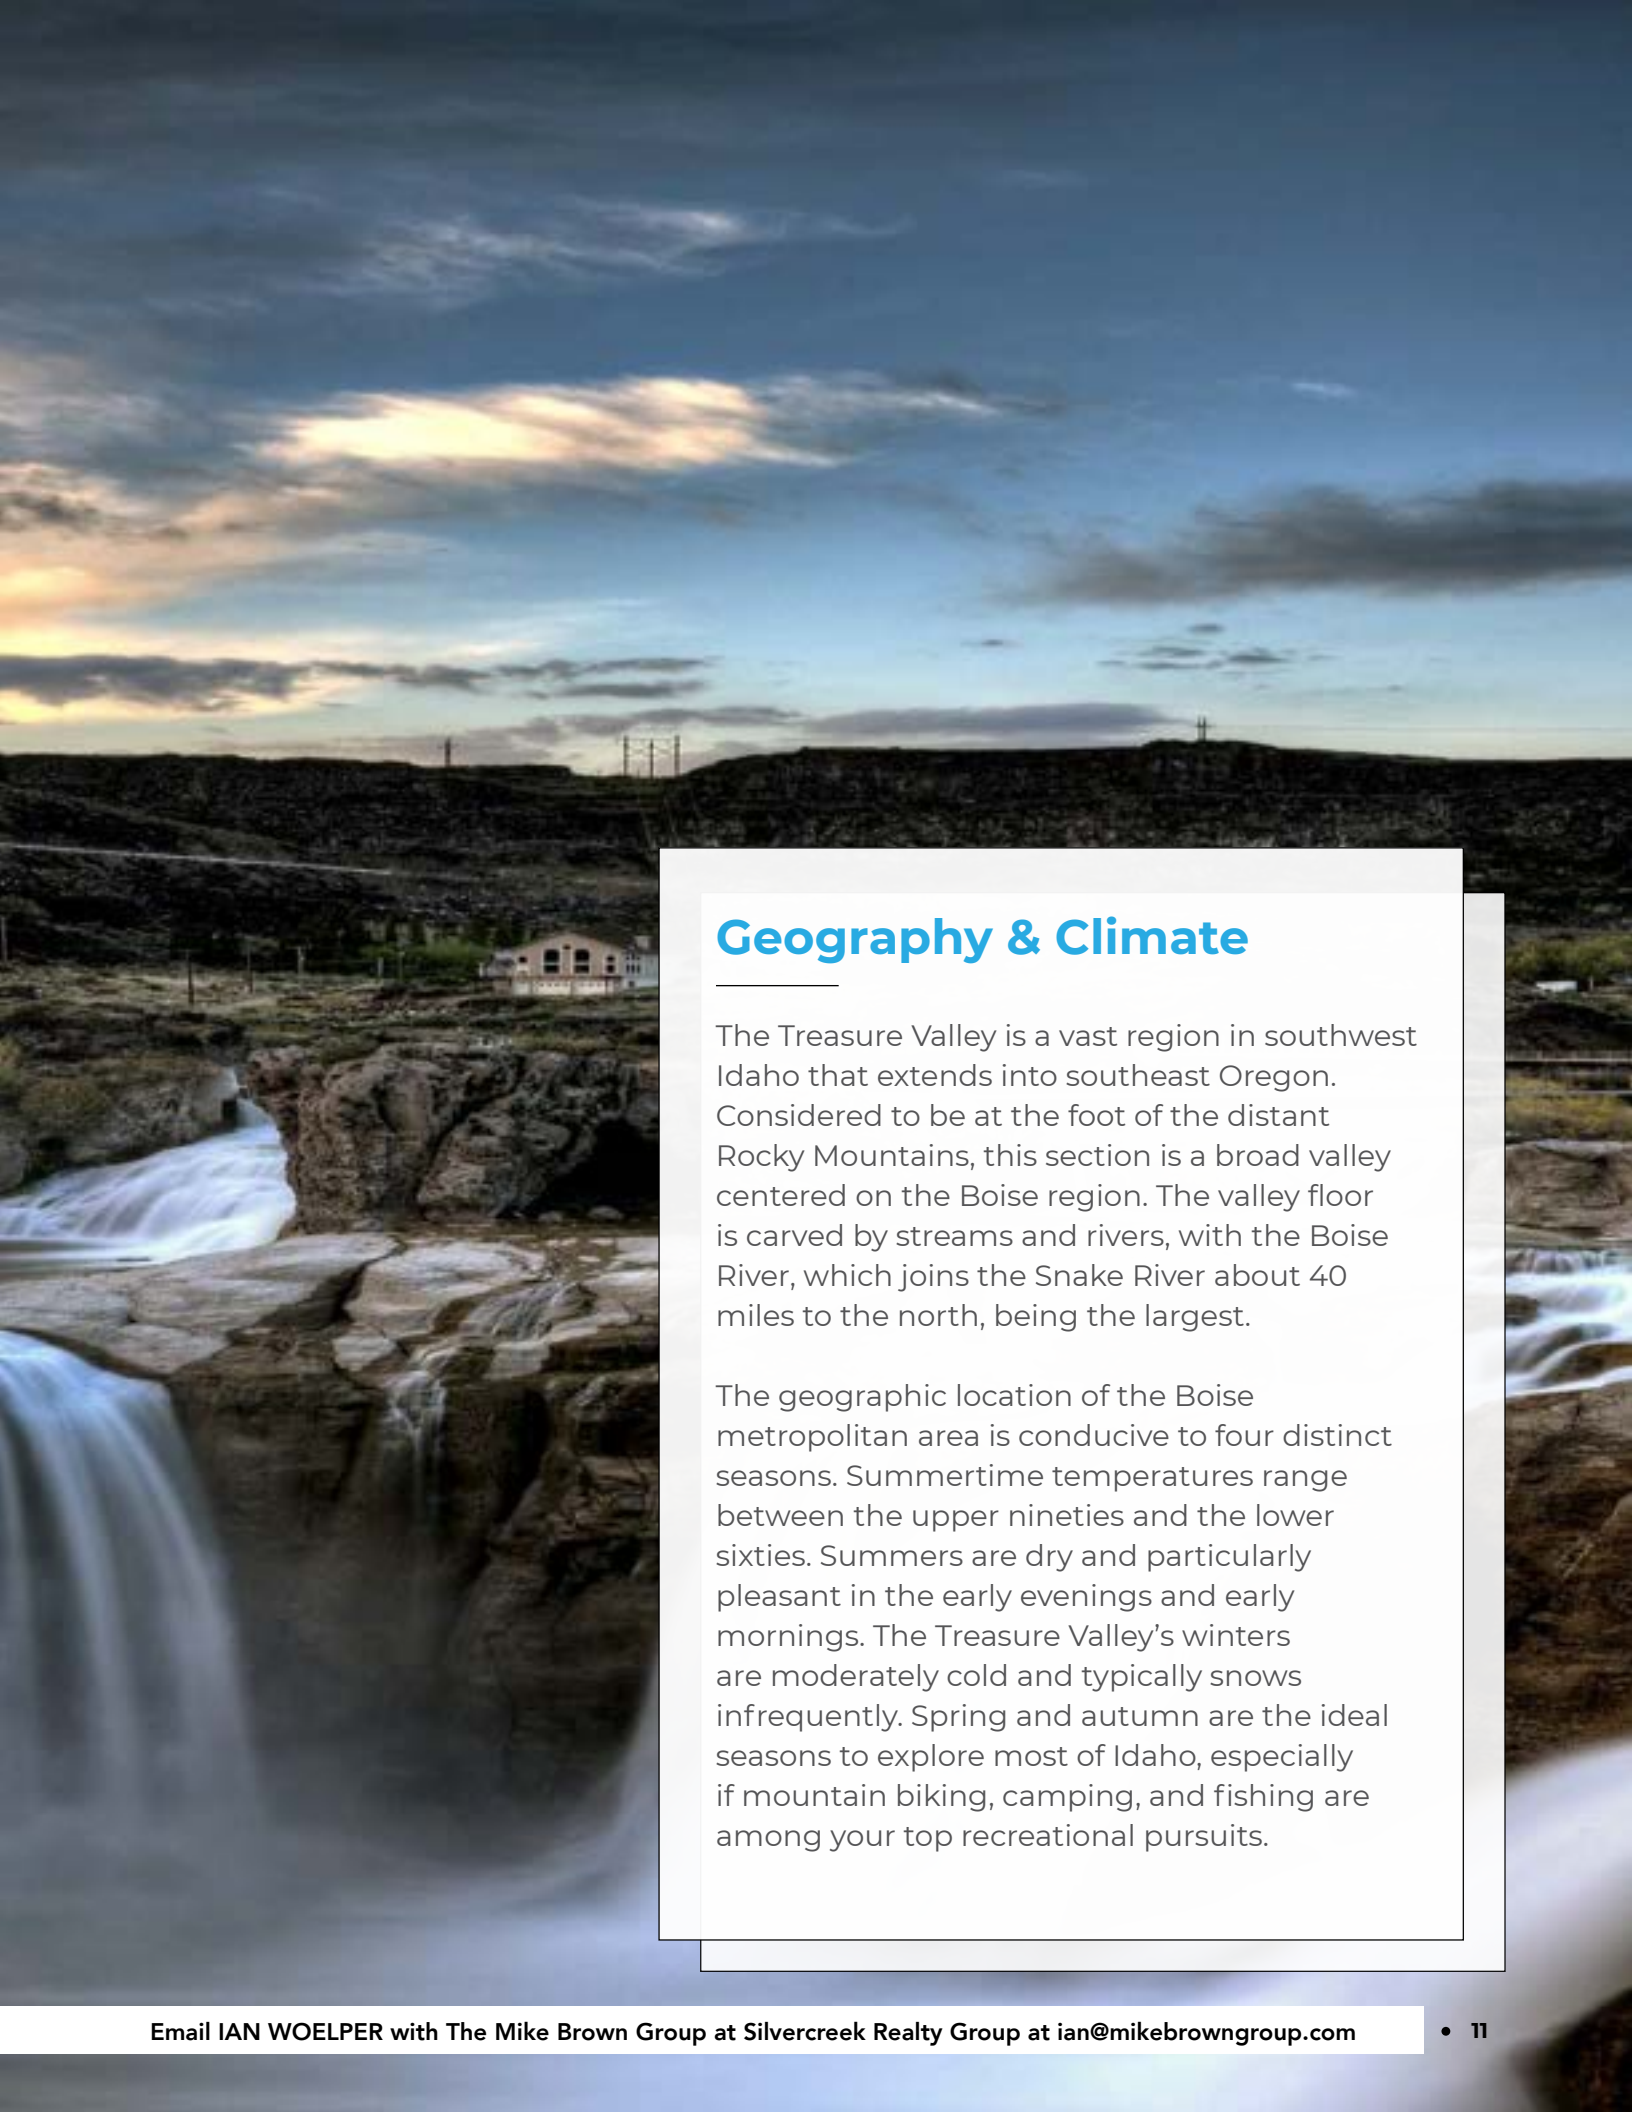 Geography & Climate
The Treasure Valley is a vast region in southwest
Idaho that extends into southeast Oregon.
Considered to be at the foot of the distant
Rocky Mountains, this section is a broad valley
centered on the Boise region. The valley floor
is carved by streams and rivers, with the Boise
River, which joins the Snake River about 40
miles to the north, being the largest.
The geographic location of the Boise
metropolitan area is conducive to four distinct
seasons. Summertime temperatures range
between the upper nineties and the lower
sixties. Summers are dry and particularly
pleasant in the early evenings and early
mornings. The Treasure Valley’s winters
are moderately cold and typically snows
infrequently. Spring and autumn are the ideal
seasons to explore most of Idaho, especially
if mountain biking, camping, and fishing are
among your top recreational pursuits.
Email IAN WOELPER with The Mike Brown Group at Silvercreek Realty Group at ian@mikebrowngroup.com • 11